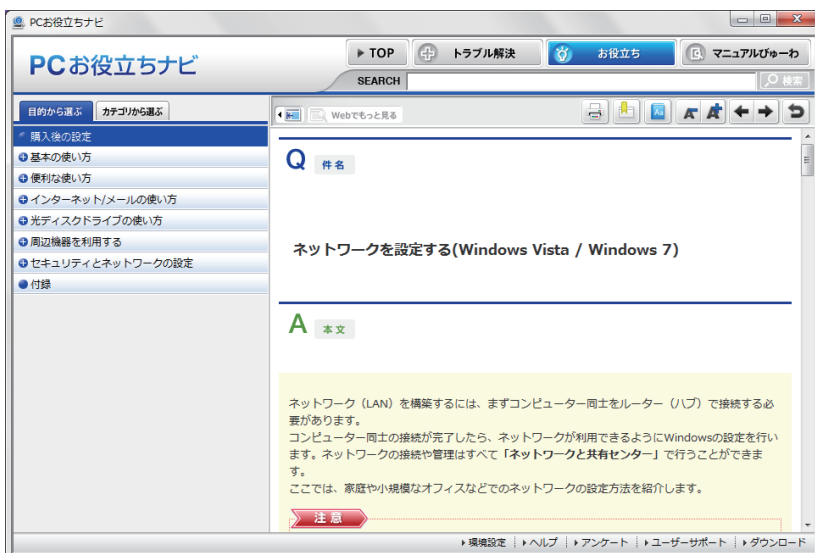 PCお役立ちナビ
PCお役立ちナビ
TOP
トラブル解決
お役立ち
マニュアルびゅーわ
SEARCH
検索
目的から選ぶ
カテゴリから選ぶ
Webでもっと見る
購入後の設定
基本の使い方
便利な使い方
インターネット/メールの使い方
光ディスクドライブの使い方
周辺機器を利用する
セキュリティとネットワークの設定
付録
Q 件名
ネットワークを設定する(Windows Vista / Windows 7)
A 本文
ネットワーク（LAN）を構築するには、まずコンピューター同士をルーター（ハブ）で接続する必
要があります。
コンピューター同士の接続が完了したら、ネットワークが利用できるようにWindowsの設定を行い
ます。ネットワークの接続や管理はすべて「ネットワークと共有センター」で行うことができま
す。
ここでは、家庭や小規模なオフィスなどでのネットワークの設定方法を紹介します。
注意
環境設定
ヘルプ
アンケート
ユーザーサポート
ダウンロード